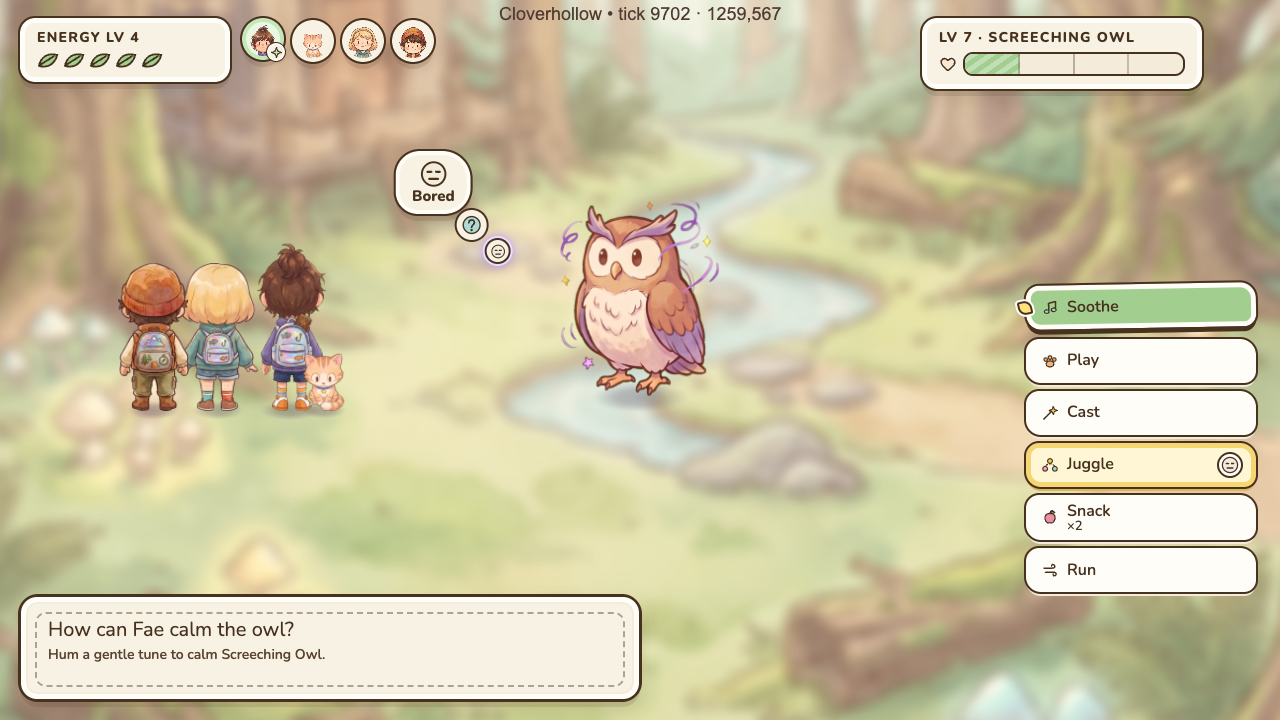 Cloverhollow • tick 9702 · 1259,567
ENERGY LV 4
LV 7 · SCREECHING OWL
Bored
?
Soothe
Play
Cast
Juggle
Snack
×2
Run
How can Fae calm the owl?
Hum a gentle tune to calm Screeching Owl.